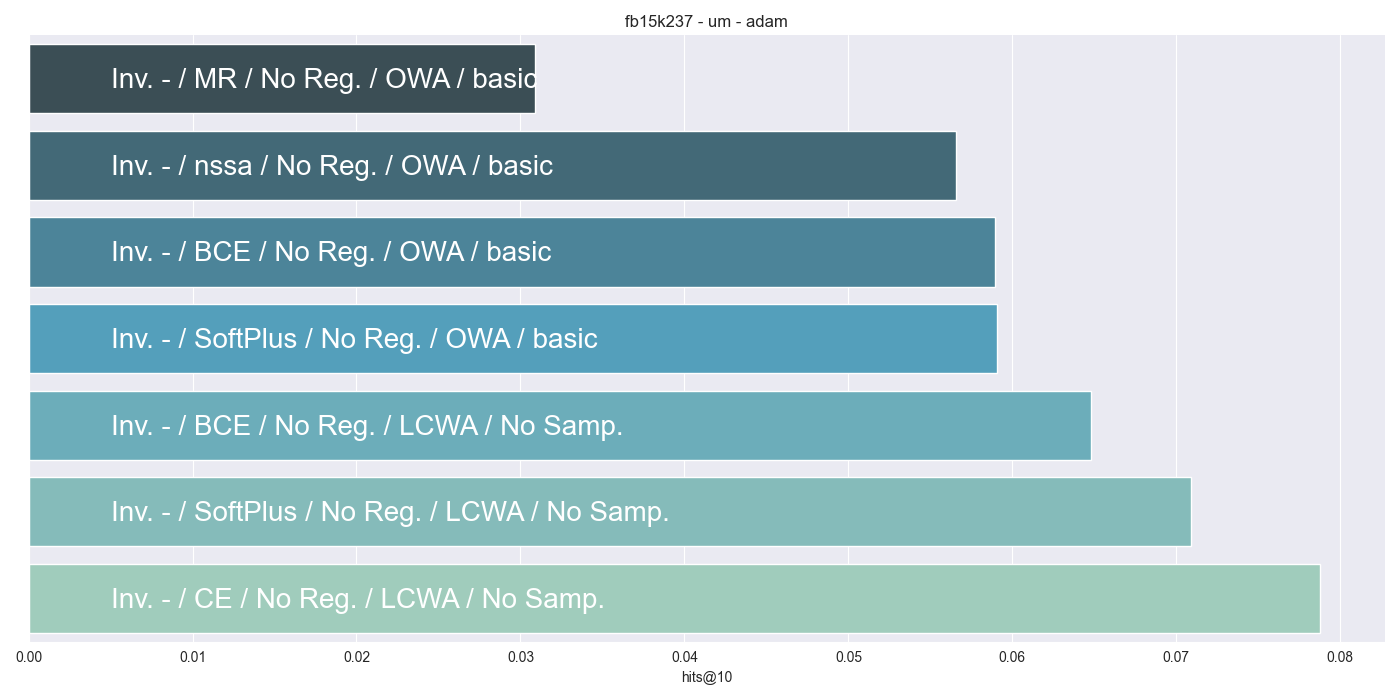 fb15k237 - um - adam
Inv. - / MR / No Reg. / OWA / basic
Inv. - / nssa / No Reg. / OWA / basic
Inv. - / BCE / No Reg. / OWA / basic
Inv. - / SoftPlus / No Reg. / OWA / basic
Inv. - / BCE / No Reg. / LCWA / No Samp.
Inv. - / SoftPlus / No Reg. / LCWA / No Samp.
Inv. - / CE / No Reg. / LCWA / No Samp.
0.00 0.01 0.02 0.03 0.04 0.05 0.06 0.07 0.08
hits@10